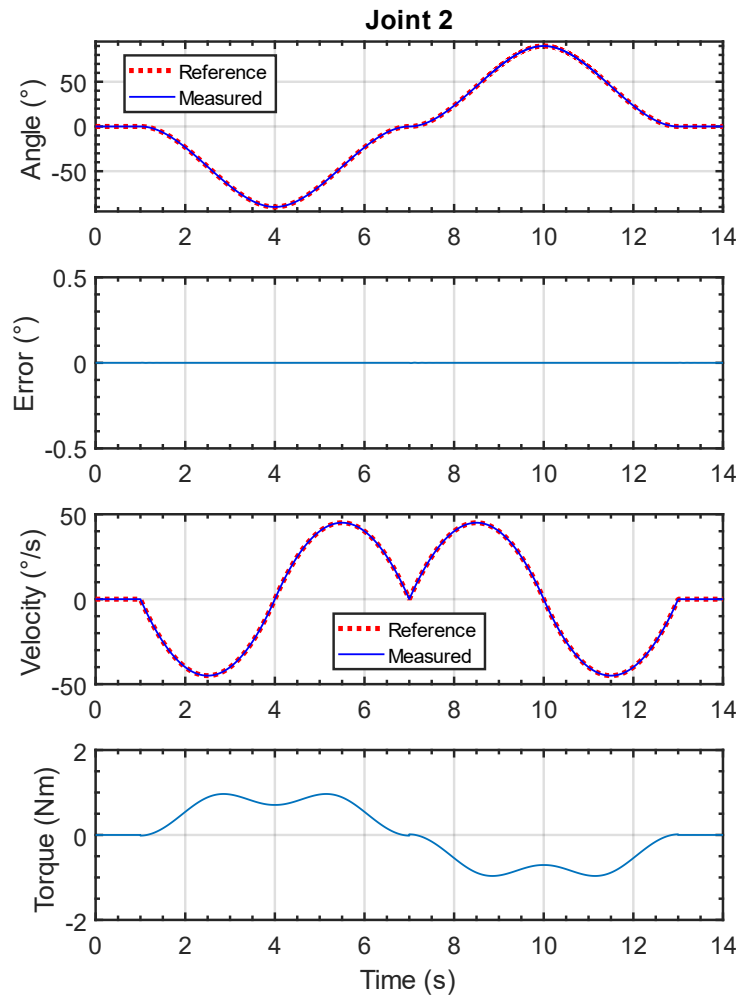 Joint 2
Angle (°)
50
0
-50
Reference
Measured
0 2 4 6 8 10 12 14
Error (°)
0.5
0
-0.5
0 2 4 6 8 10 12 14
Velocity (°/s)
50
0
-50
Reference
Measured
0 2 4 6 8 10 12 14
Torque (Nm)
2
0
-2
0 2 4 6 8 10 12 14
Time (s)